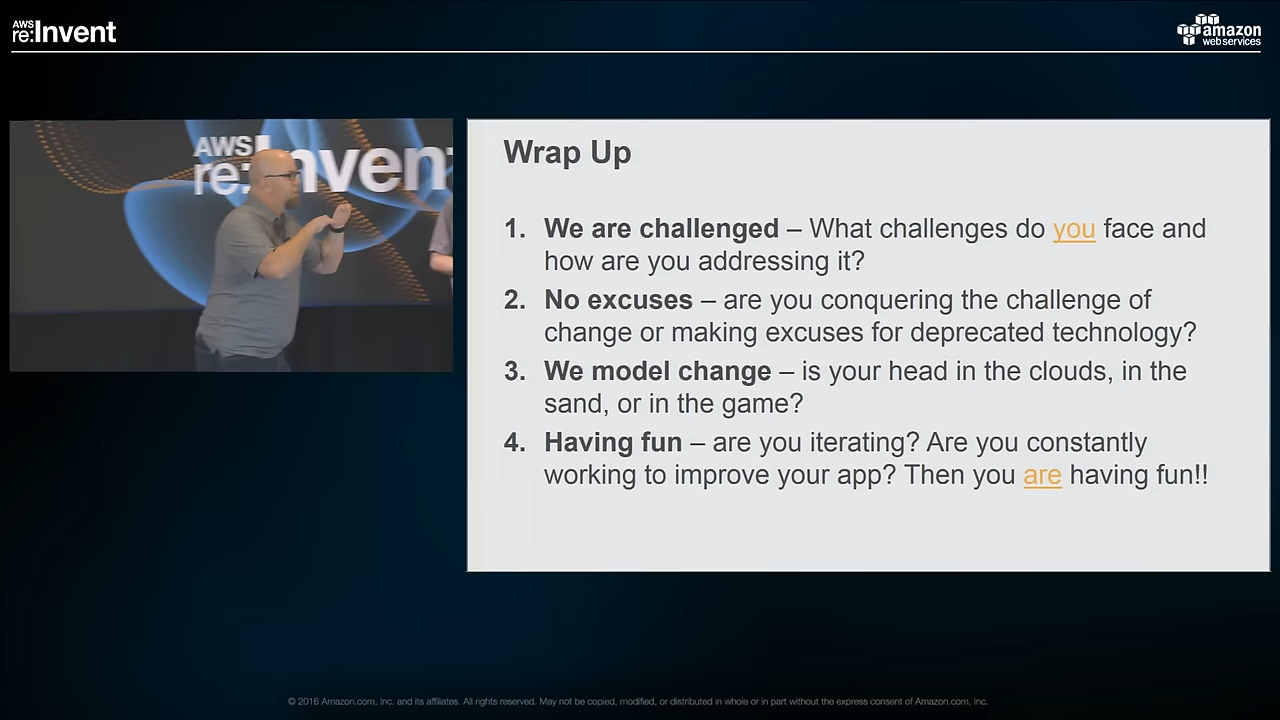 AWS
re:Invent
amazon
web services
AWS
re:Invent
Wrap Up
1. We are challenged – What challenges do you face and
how are you addressing it?
2. No excuses – are you conquering the challenge of
change or making excuses for deprecated technology?
3. We model change – is your head in the clouds, in the
sand, or in the game?
4. Having fun – are you iterating? Are you constantly
working to improve your app? Then you are having fun!!
© 2016 Amazon.com, Inc. and its affiliates. All rights reserved. May not be copied, modified, or distributed in whole or in part without the express consent of Amazon.com, Inc.